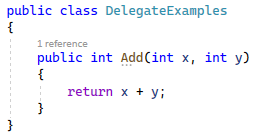 public class DelegateExamples
{
1 reference
public int Add(int x, int y)
{
return x + y;
}
}